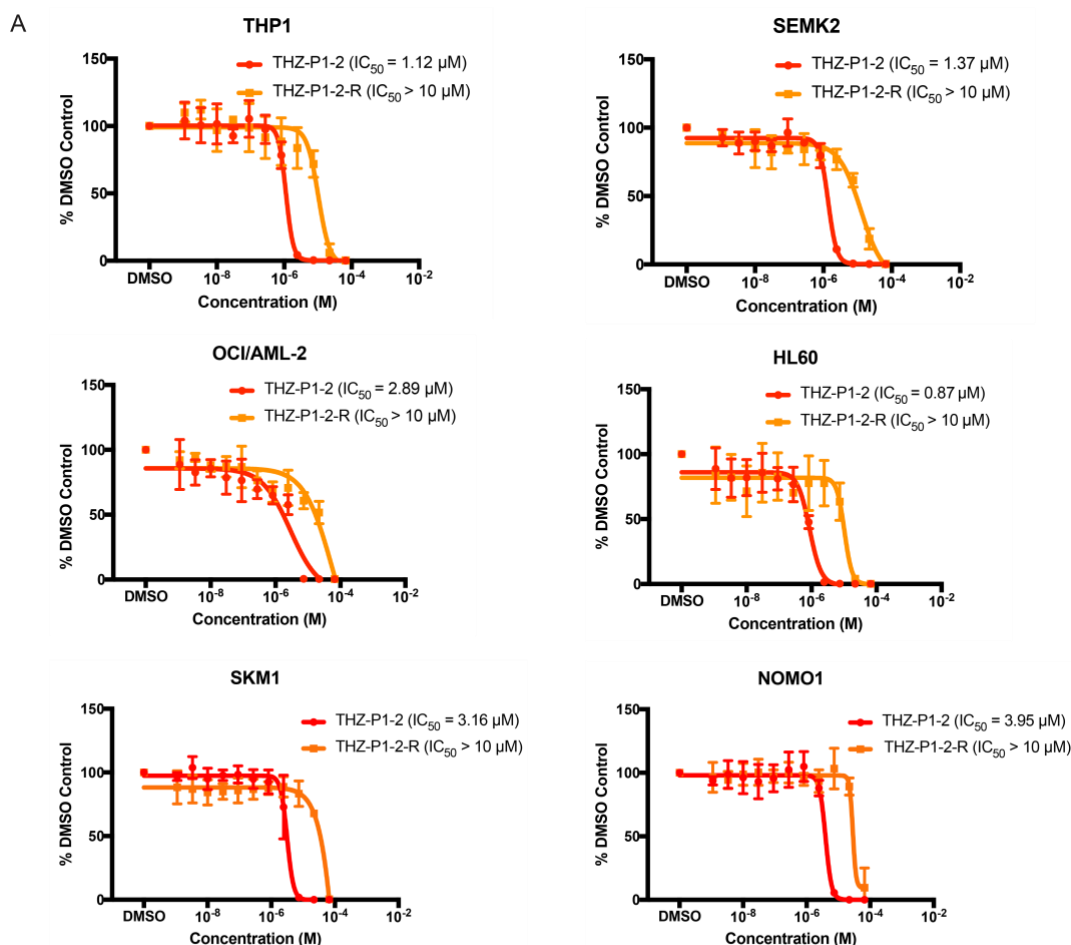 A
THP1
THZ-P1-2 (IC50 = 1.12 µM)
THZ-P1-2-R (IC50 > 10 µM)
150
100
50
0
% DMSO Control
DMSO
10-8
10-6
10-4
10-2
Concentration (M)
SEMK2
THZ-P1-2 (IC50 = 1.37 µM)
THZ-P1-2-R (IC50 > 10 µM)
150
100
50
0
% DMSO Control
DMSO
10-8
10-6
10-4
10-2
Concentration (M)
OCI/AML-2
THZ-P1-2 (IC50 = 2.89 µM)
THZ-P1-2-R (IC50 > 10 µM)
150
100
50
0
% DMSO Control
DMSO
10-8
10-6
10-4
10-2
Concentration (M)
HL60
THZ-P1-2 (IC50 = 0.87 µM)
THZ-P1-2-R (IC50 > 10 µM)
150
100
50
0
% DMSO Control
DMSO
10-8
10-6
10-4
10-2
Concentration (M)
SKM1
THZ-P1-2 (IC50 = 3.16 µM)
THZ-P1-2-R (IC50 > 10 µM)
150
100
50
0
% DMSO Control
DMSO
10-8
10-6
10-4
10-2
Concentration (M)
NOMO1
THZ-P1-2 (IC50 = 3.95 µM)
THZ-P1-2-R (IC50 > 10 µM)
150
100
50
0
% DMSO Control
DMSO
10-8
10-6
10-4
10-2
Concentration (M)